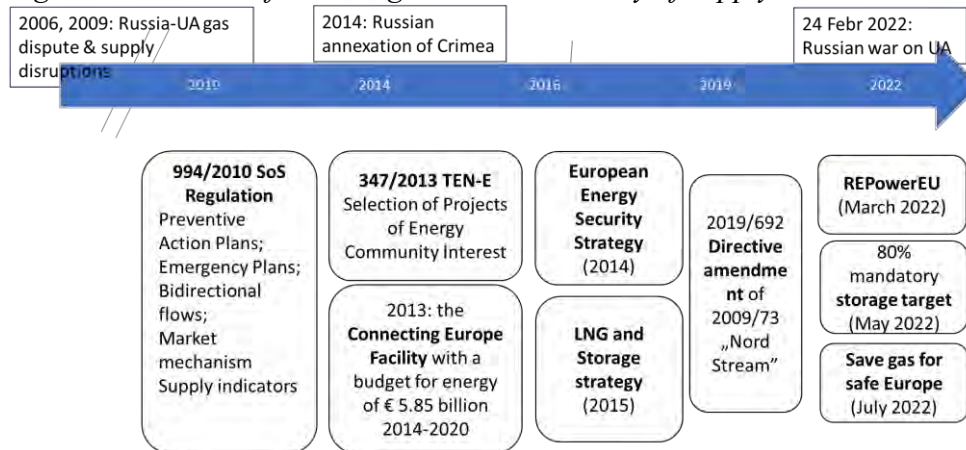 2006, 2009: Russia-UA gas
dispute & supply
disruptions
2014: Russian
annexation of Crimea
24 Febr 2022:
Russian war on UA
2010
2014
2016
2019
2022
994/2010 SoS
Regulation
Preventive
Action Plans;
Emergency Plans;
Bidirectional
flows;
Market
mechanism
Supply indicators
347/2013 TEN-E
Selection of Projects
of Energy
Community Interest
2013: the
Connecting Europe
Facility with a
budget for energy
of € 5.85 billion
2014-2020
European
Energy
Security
Strategy
(2014)
LNG and
Storage
strategy
(2015)
2019/692
Directive
amendme
nt of
2009/73
„Nord
Stream”
REPowerEU
(March 2022)
80%
mandatory
storage target
(May 2022)
Save gas for
safe Europe
(July 2022)